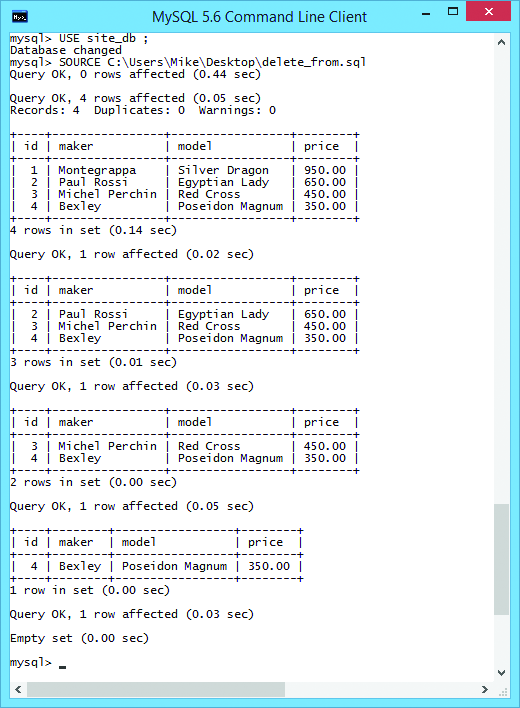 MySQL 5.6 Command Line Client
mysql> USE site_db ;
Database changed
mysql> SOURCE C:\Users\Mike\Desktop\delete_from.sql
Query OK, 0 rows affected (0.44 sec)

Query OK, 4 rows affected (0.05 sec)
Records: 4  Duplicates: 0  Warnings: 0

+----+----------------+-----------------+--------+
| id | maker          | model           | price  |
+----+----------------+-----------------+--------+
|  1 | Montegrappa    | Silver Dragon   | 950.00 |
|  2 | Paul Rossi     | Egyptian Lady   | 650.00 |
|  3 | Michel Perchin | Red Cross       | 450.00 |
|  4 | Bexley         | Poseidon Magnum | 350.00 |
+----+----------------+-----------------+--------+
4 rows in set (0.14 sec)

Query OK, 1 row affected (0.02 sec)

+----+----------------+-----------------+--------+
| id | maker          | model           | price  |
+----+----------------+-----------------+--------+
|  2 | Paul Rossi     | Egyptian Lady   | 650.00 |
|  3 | Michel Perchin | Red Cross       | 450.00 |
|  4 | Bexley         | Poseidon Magnum | 350.00 |
+----+----------------+-----------------+--------+
3 rows in set (0.01 sec)

Query OK, 1 row affected (0.03 sec)

+----+----------------+-----------------+--------+
| id | maker          | model           | price  |
+----+----------------+-----------------+--------+
|  3 | Michel Perchin | Red Cross       | 450.00 |
|  4 | Bexley         | Poseidon Magnum | 350.00 |
+----+----------------+-----------------+--------+
2 rows in set (0.00 sec)

Query OK, 1 row affected (0.05 sec)

+----+--------+-----------------+--------+
| id | maker  | model           | price  |
+----+--------+-----------------+--------+
|  4 | Bexley | Poseidon Magnum | 350.00 |
+----+--------+-----------------+--------+
1 row in set (0.00 sec)

Query OK, 1 row affected (0.03 sec)

Empty set (0.00 sec)

mysql> _